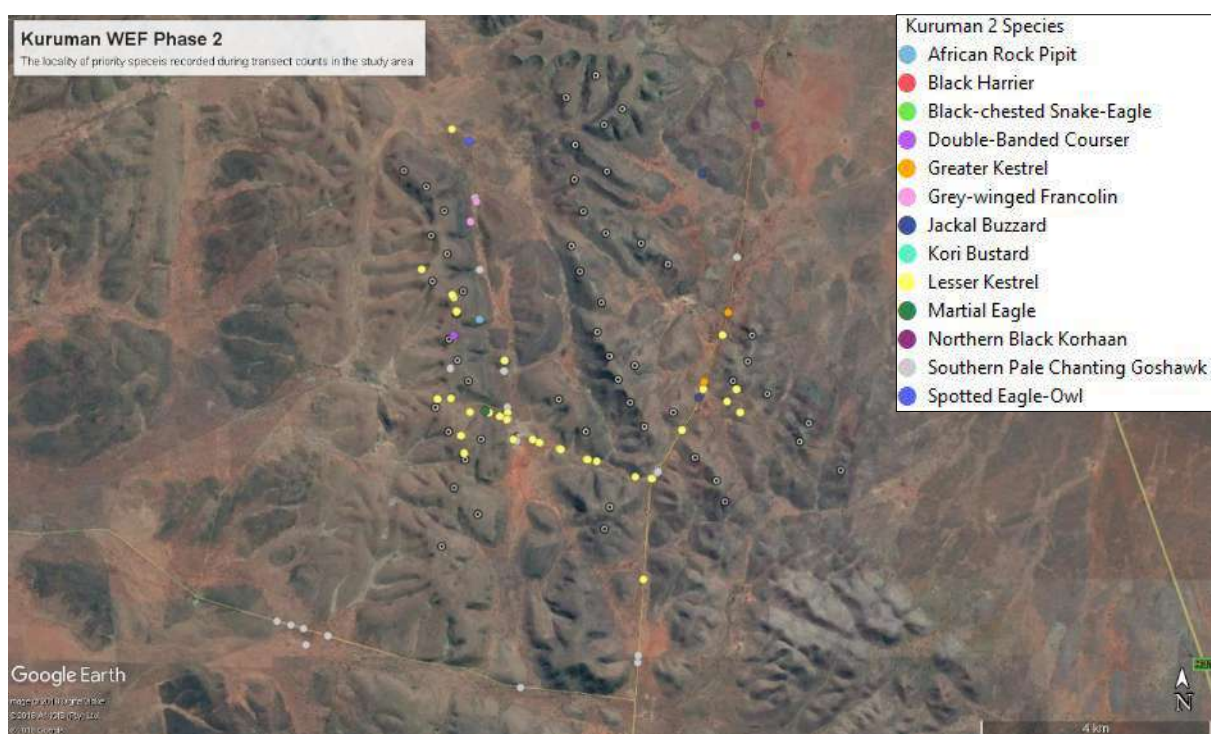 Kuruman WEF Phase 2
The locality of priority speceis recorded during transect counts in the study area
Kuruman 2 Species
African Rock Pipit
Black Harrier
Black-chested Snake-Eagle
Double-Banded Courser
Greater Kestrel
Grey-winged Francolin
Jackal Buzzard
Kori Bustard
Lesser Kestrel
Martial Eagle
Northern Black Korhaan
Southern Pale Chanting Goshawk
Spotted Eagle-Owl
Google Earth
N
4 km